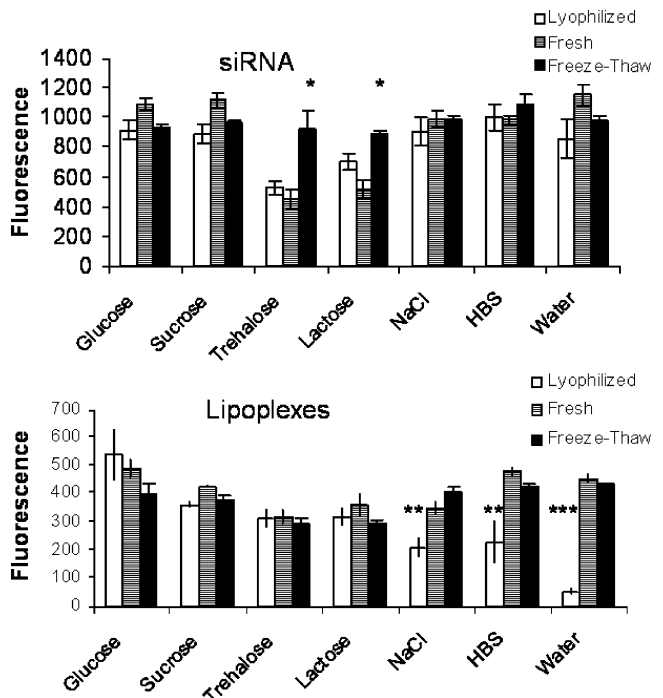 siRNA
Lyophilized
Fresh
Freeze-Thaw
Fluorescence
1400
1200
1000
800
600
400
200
0
* *
Glucose
Sucrose
Trehalose
Lactose
NaCl
HBS
Water
Lipoplexes
Lyophilized
Fresh
Freeze-Thaw
Fluorescence
700
600
500
400
300
200
100
0
** ** ***
Glucose
Sucrose
Trehalose
Lactose
NaCl
HBS
Water